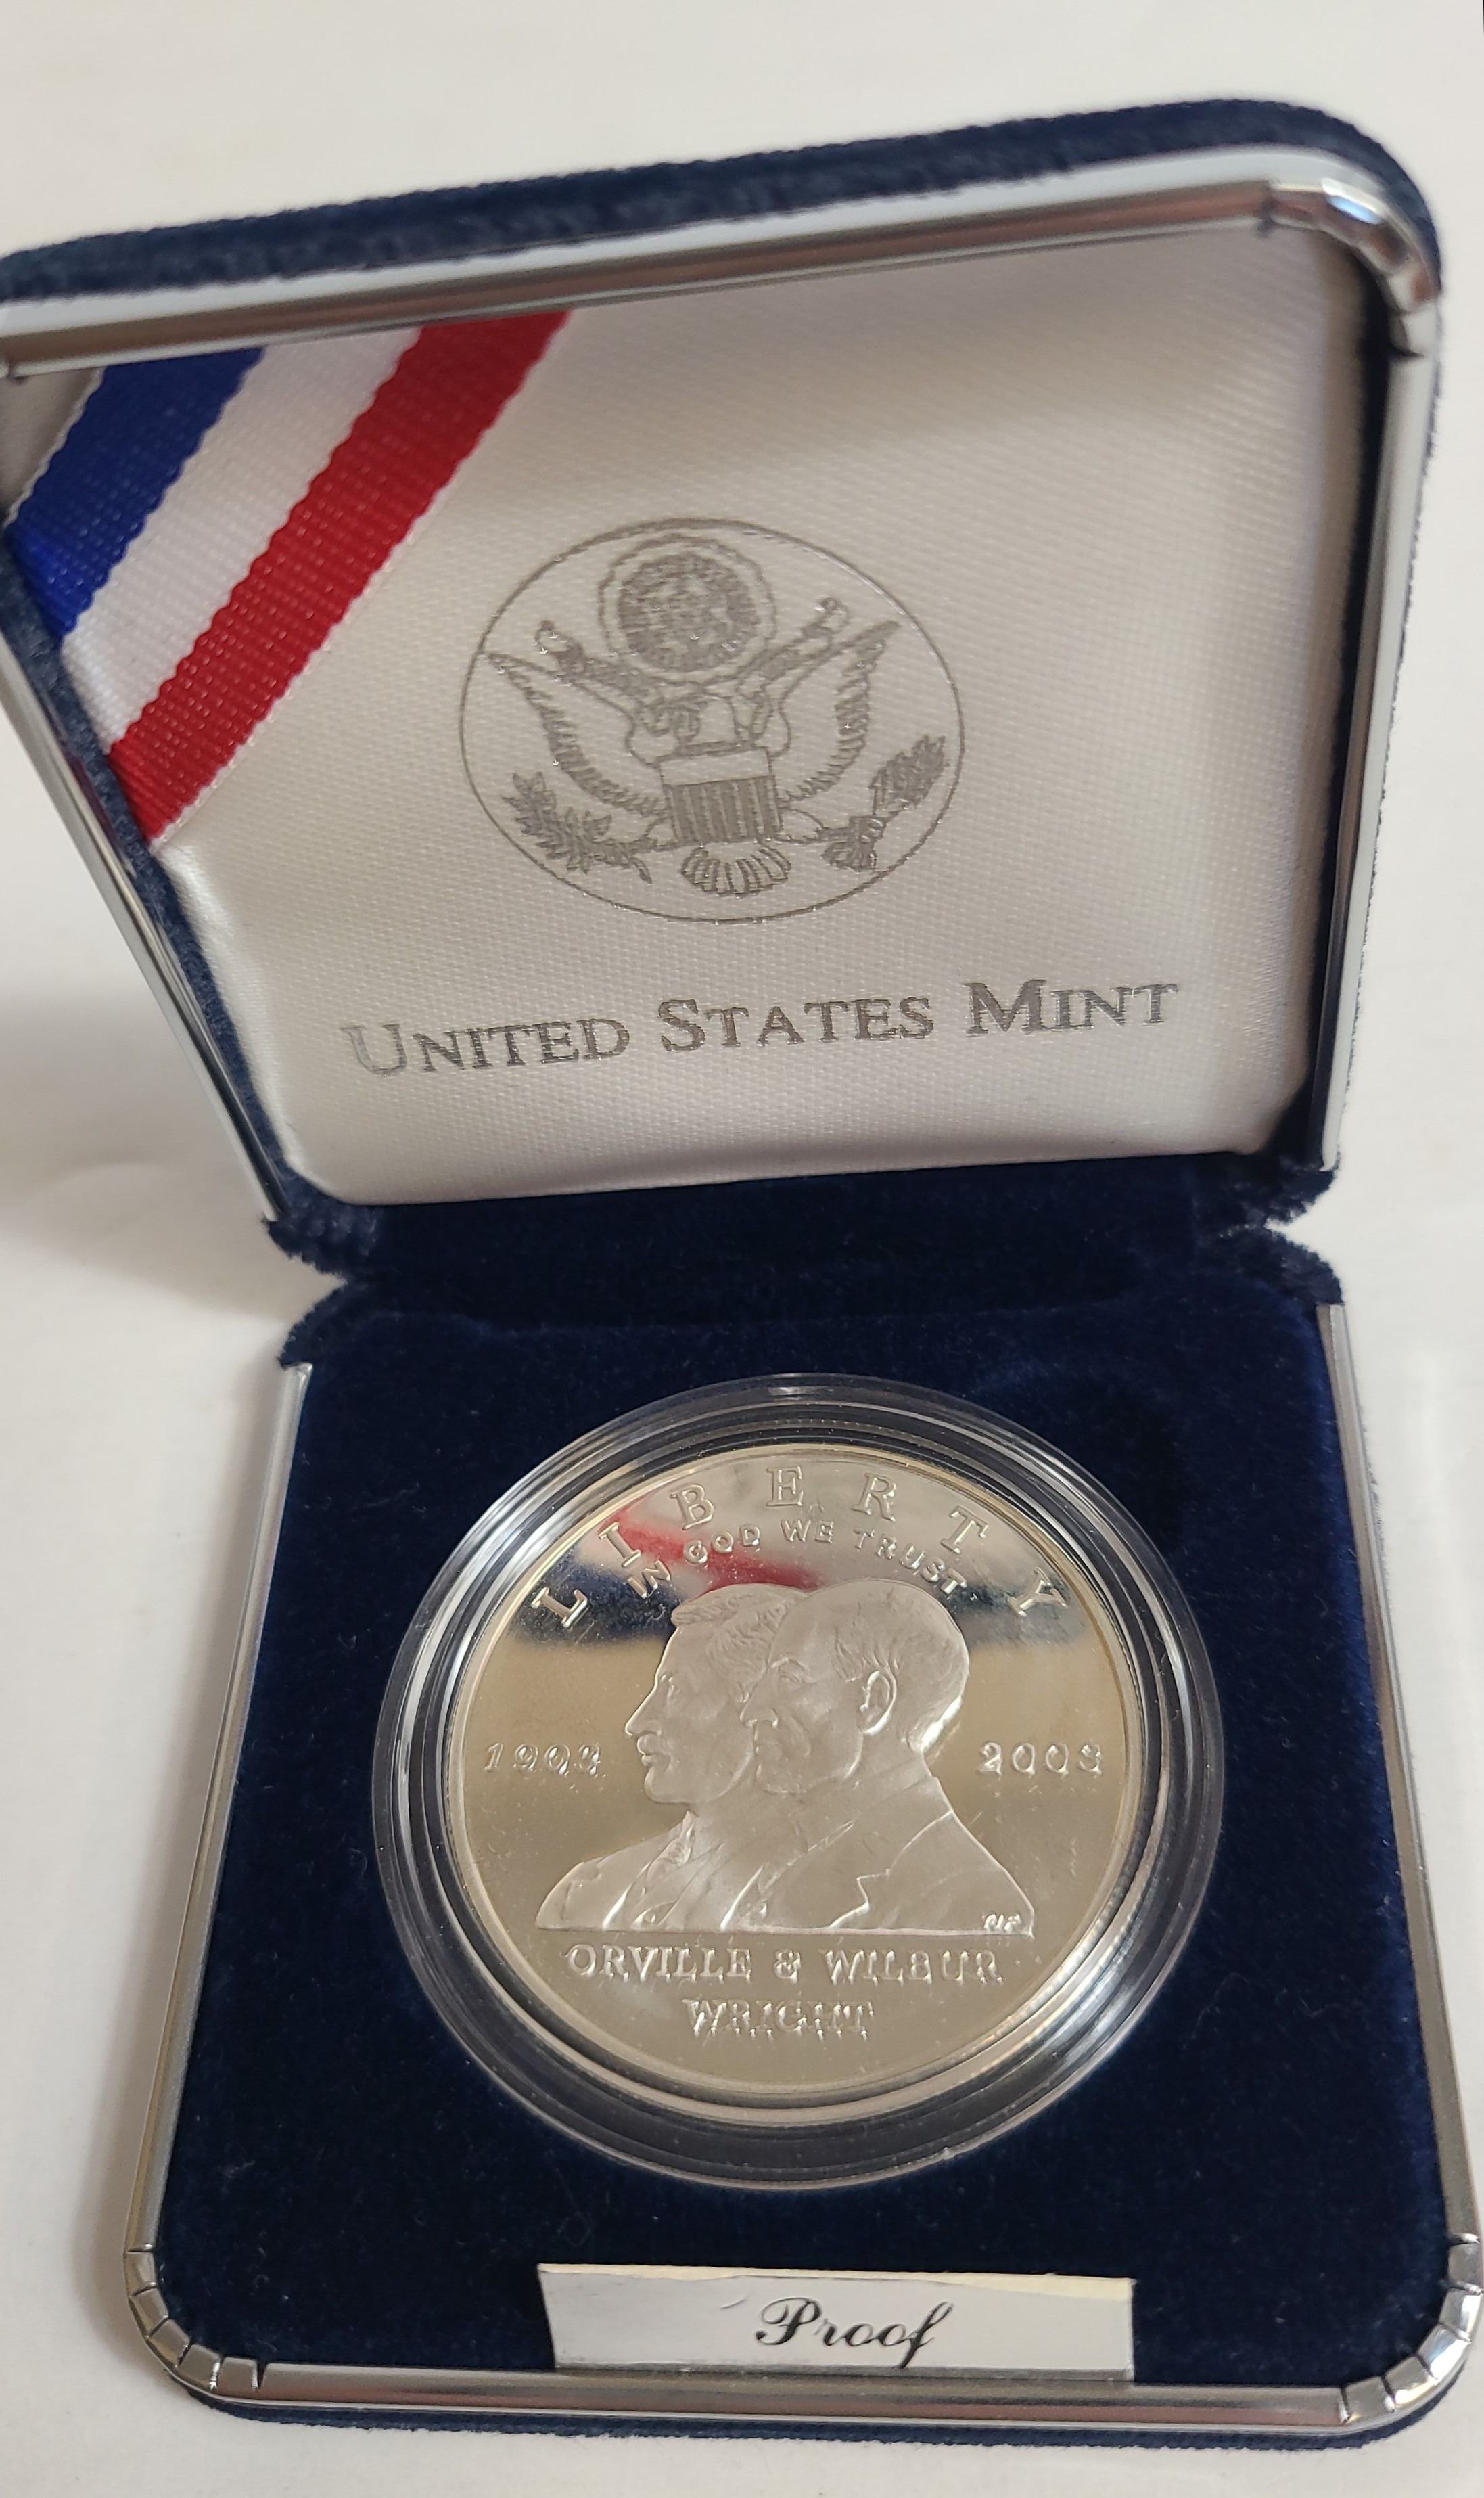 UNITED STATES MINT
LIBERTY
IN GOD WE TRUST
1903 2003
ORVILLE & WILBUR
WRIGHT
Proof